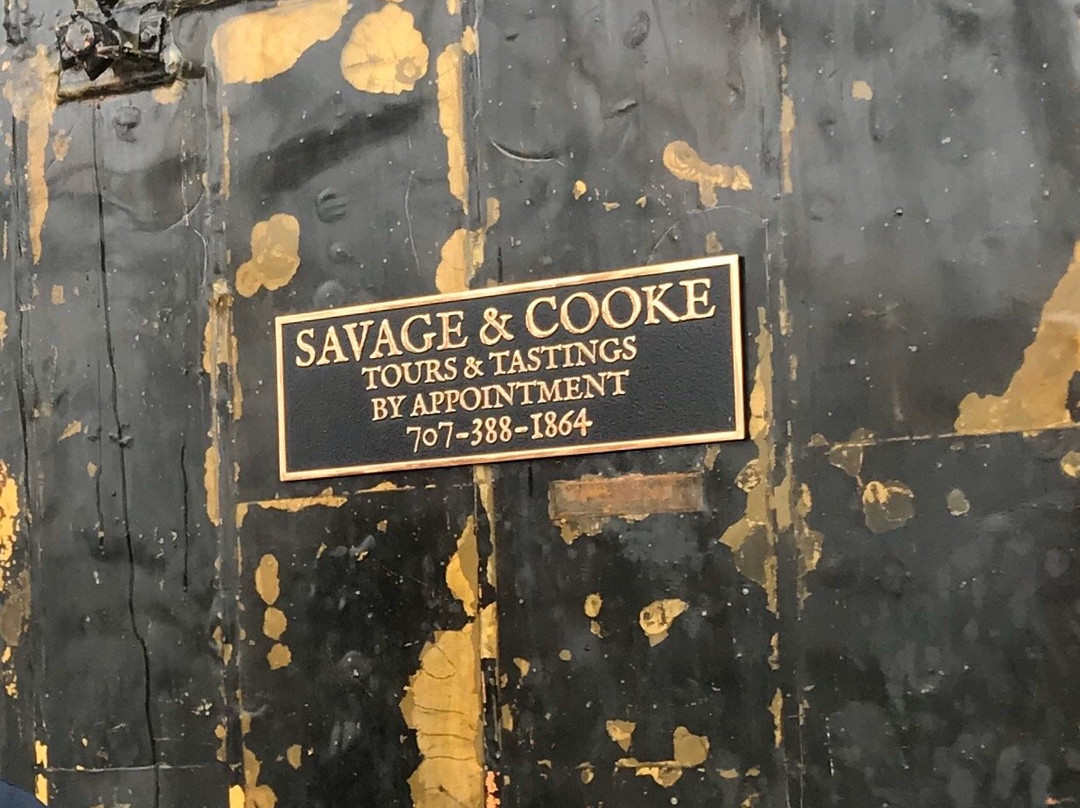 SAVAGE & COOKE
TOURS & TASTINGS
BY APPOINTMENT
707-388-1864